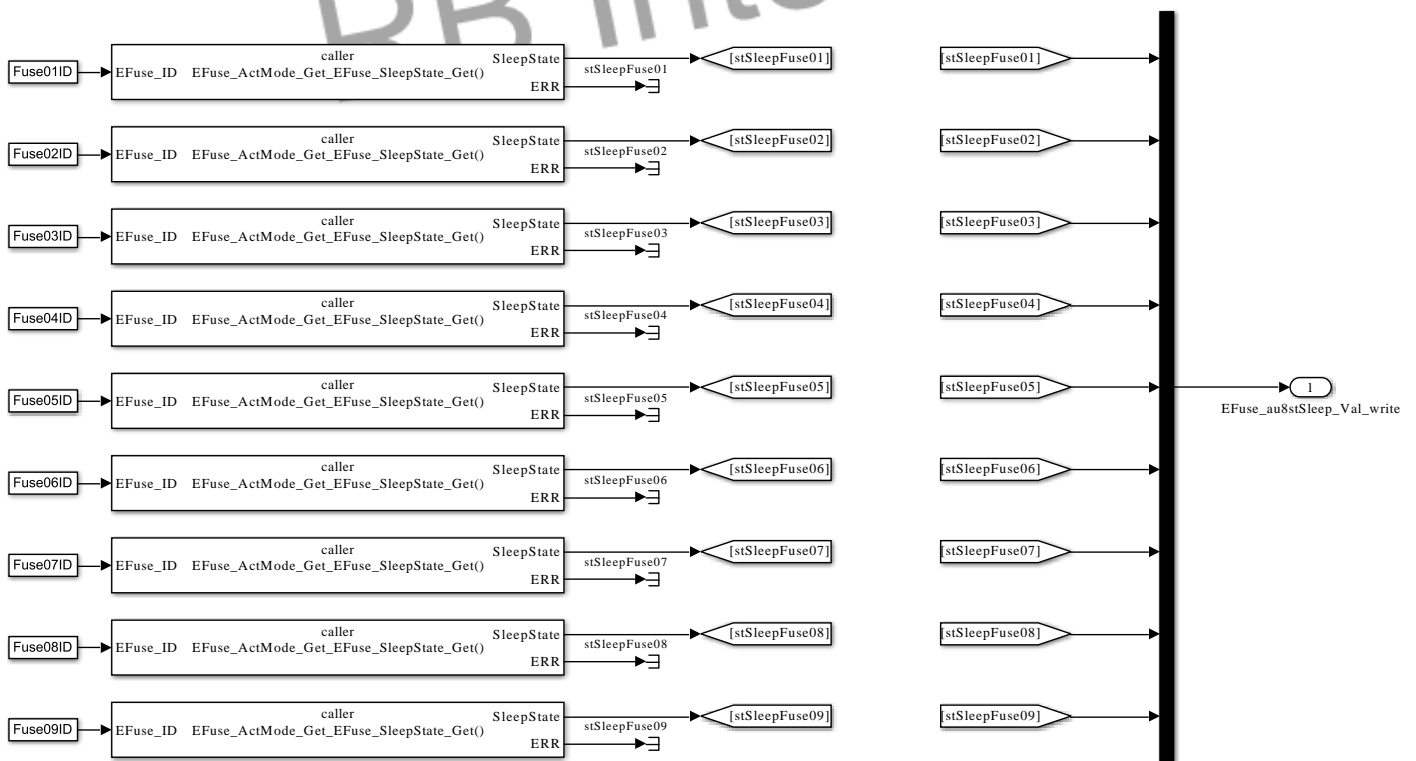 RB Inte
caller
SleepState
[stSleepFuse01]
[stSleepFuse01]
Fuse01ID
EFuse_ID EFuse_ActMode_Get_EFuse_SleepState_Get()
stSleepFuse01
ERR
caller
SleepState
[stSleepFuse02]
[stSleepFuse02]
Fuse02ID
EFuse_ID EFuse_ActMode_Get_EFuse_SleepState_Get()
stSleepFuse02
ERR
caller
SleepState
[stSleepFuse03]
[stSleepFuse03]
Fuse03ID
EFuse_ID EFuse_ActMode_Get_EFuse_SleepState_Get()
stSleepFuse03
ERR
caller
SleepState
[stSleepFuse04]
[stSleepFuse04]
Fuse04ID
EFuse_ID EFuse_ActMode_Get_EFuse_SleepState_Get()
stSleepFuse04
ERR
caller
SleepState
[stSleepFuse05]
[stSleepFuse05]
1
Fuse05ID
EFuse_ID EFuse_ActMode_Get_EFuse_SleepState_Get()
stSleepFuse05
EFuse_au8stSleep_Val_write
ERR
caller
SleepState
[stSleepFuse06]
[stSleepFuse06]
Fuse06ID
EFuse_ID EFuse_ActMode_Get_EFuse_SleepState_Get()
stSleepFuse06
ERR
caller
SleepState
[stSleepFuse07]
[stSleepFuse07]
Fuse07ID
EFuse_ID EFuse_ActMode_Get_EFuse_SleepState_Get()
stSleepFuse07
ERR
caller
SleepState
[stSleepFuse08]
[stSleepFuse08]
Fuse08ID
EFuse_ID EFuse_ActMode_Get_EFuse_SleepState_Get()
stSleepFuse08
ERR
caller
SleepState
[stSleepFuse09]
[stSleepFuse09]
Fuse09ID
EFuse_ID EFuse_ActMode_Get_EFuse_SleepState_Get()
stSleepFuse09
ERR